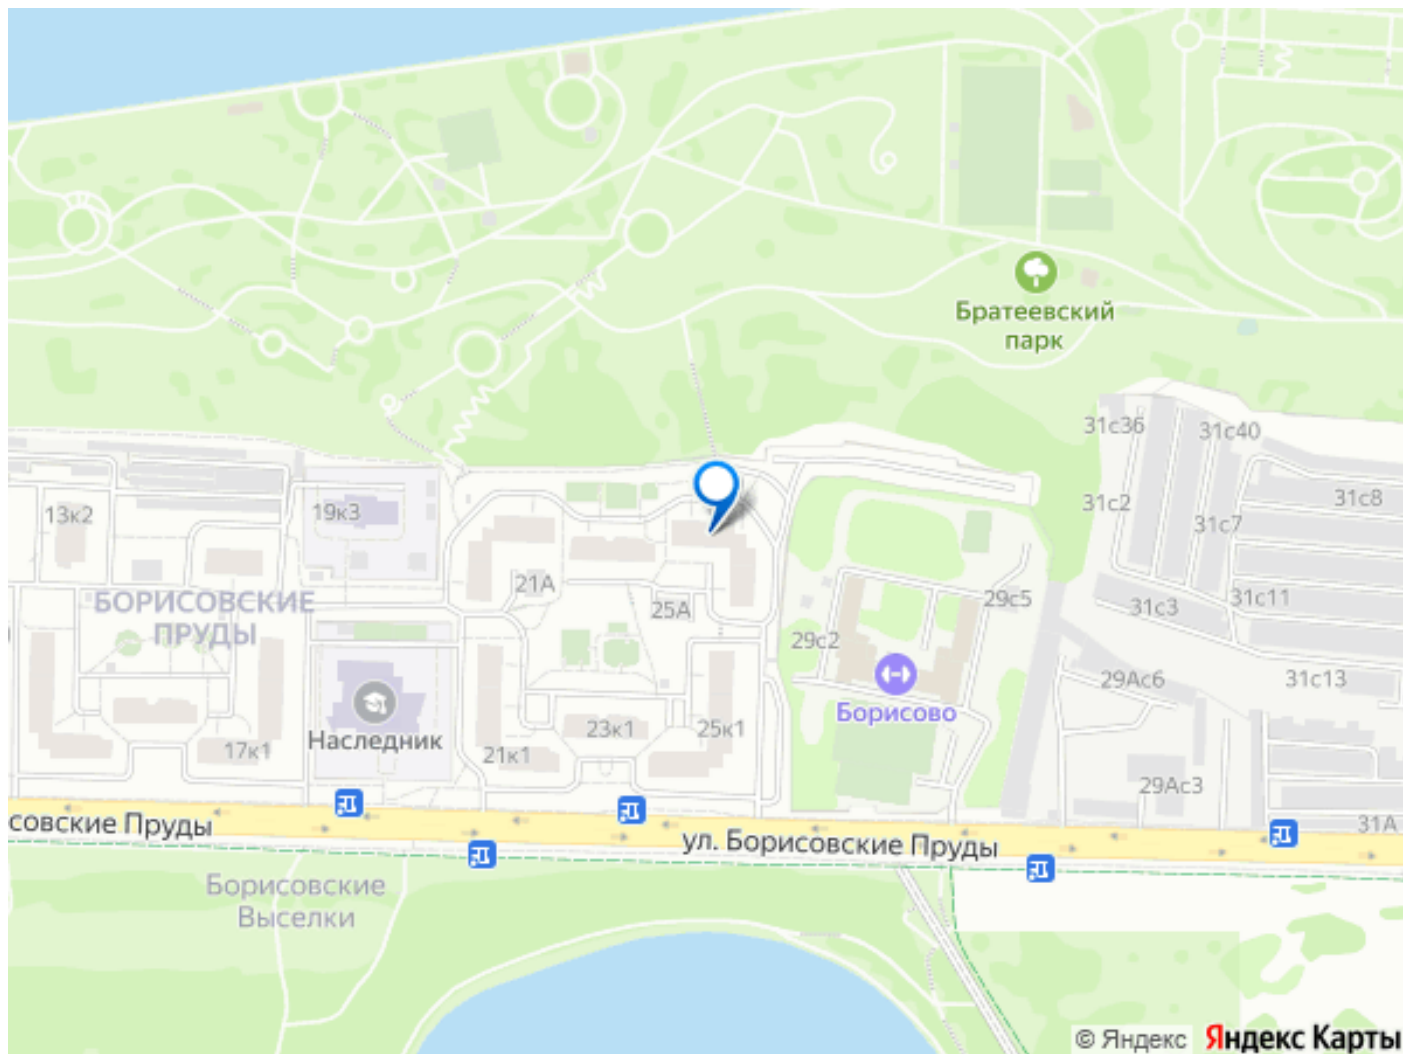 Братеевский
парк
31с36
31с40
31с2
31с8
31с7
13к2
19к3
21А
25А
29с5
31с3
31с11
БОРИСОВСКИЕ
ПРУДЫ
29с2
29Ас6
31с13
Борисово
Наследник
17к1
21к1
23к1
25к1
29Ас3
31А
совские Пруды
ул. Борисовские Пруды
Борисовские
Выселки
© Яндекс
Яндекс Карты